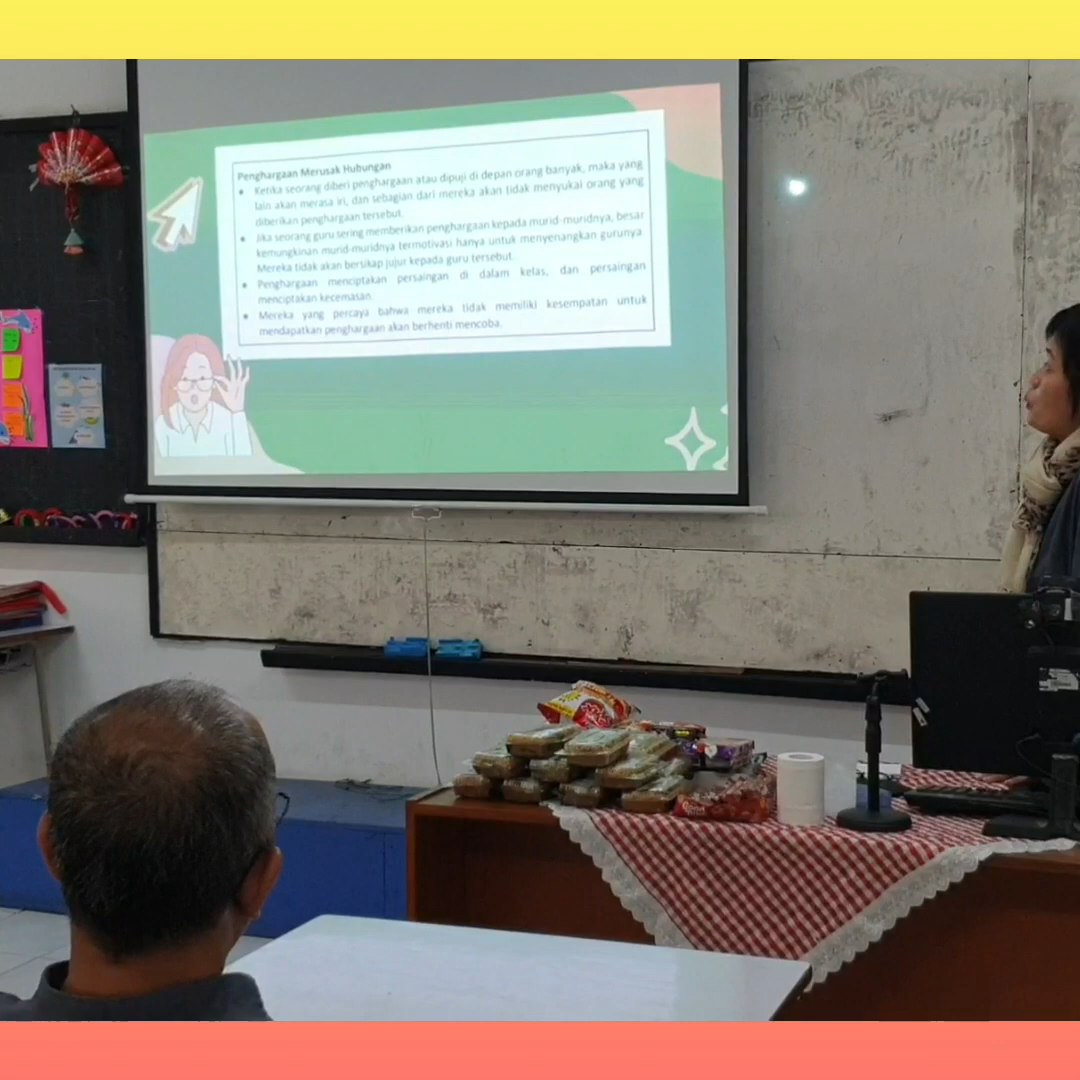 Penghargaan Merusak Hubungan
• Ketika seorang diberi penghargaan atau dipuji di depan orang banyak, maka yang
lain akan merasa iri, dan sebagian dari mereka akan tidak menyukai orang yang
diberikan penghargaan tersebut.
• Jika seorang guru sering memberikan penghargaan kepada murid-muridnya, besar
kemungkinan murid-muridnya termotivasi hanya untuk menyenangkan gurunya.
Mereka tidak akan bersikap jujur kepada guru tersebut.
• Penghargaan menciptakan persaingan di dalam kelas, dan persaingan
menciptakan kecemasan.
• Mereka yang percaya bahwa mereka tidak memiliki kesempatan untuk
mendapatkan penghargaan akan berhenti mencoba.